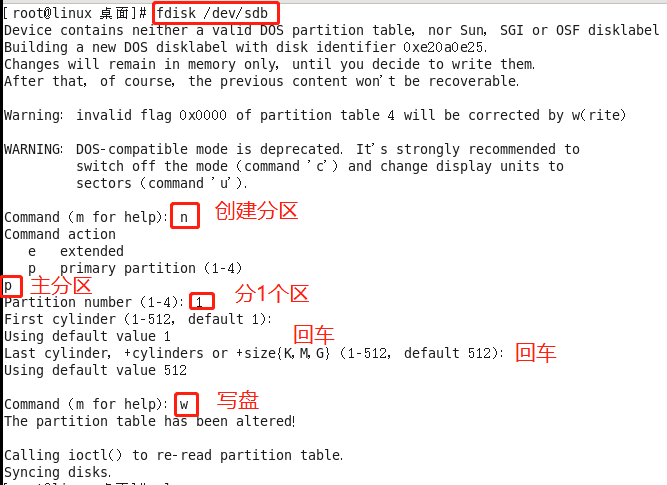 [root@linux 桌面]# fdisk /dev/sdb
Device contains neither a valid DOS partition table, nor Sun, SGI or OSF disklabel
Building a new DOS disklabel with disk identifier 0xe20a0e25.
Changes will remain in memory only, until you decide to write them.
After that, of course, the previous content won't be recoverable.
Warning: invalid flag 0x0000 of partition table 4 will be corrected by w(rite)
WARNING: DOS-compatible mode is deprecated. It's strongly recommended to
switch off the mode (command 'c') and change display units to
sectors (command 'u').
Command (m for help): n 创建分区
Command action
e extended
p primary partition (1-4)
p 主分区
Partition number (1-4): 1 分1个区
First cylinder (1-512, default 1):
Using default value 1 回车
Last cylinder, +cylinders or +size{K,M,G} (1-512, default 512): 回车
Using default value 512
Command (m for help): w 写盘
The partition table has been altered!
Calling ioctl() to re-read partition table.
Syncing disks.